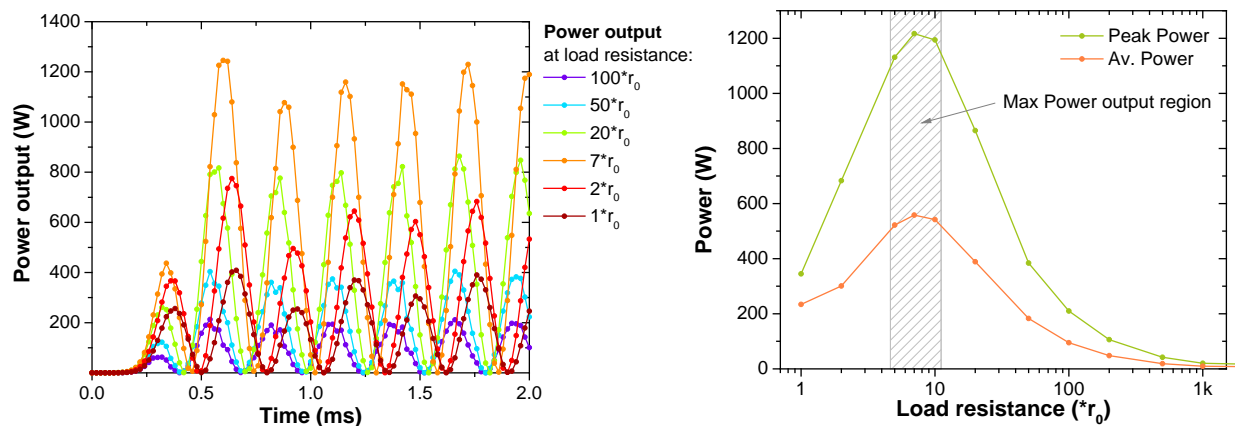 Power output (W)
1400
1200
1000
800
600
400
200
0.0
0.5
1.0
1.5
2.0
Time (ms)
Power output
at load resistance:
100*r0
50*r0
20*r0
7*r0
2*r0
1*r0
Power (W)
1200
1000
800
600
400
200
0
1
10
100
1k
Load resistance (*r0)
Peak Power
Av. Power
Max Power output region